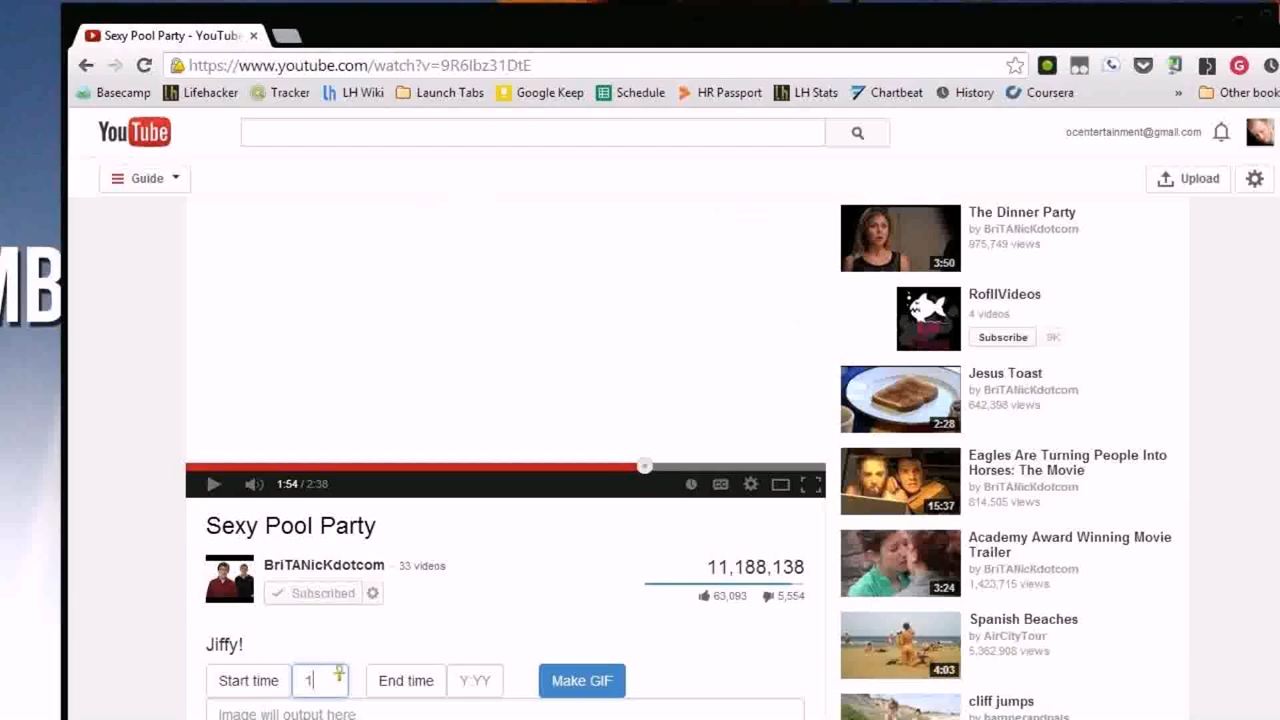 Sexy Pool Party - YouTube
https://www.youtube.com/watch?v=9R6Ibz31DtE
Basecamp Lifehacker Tracker LH Wiki Launch Tabs Google Keep Schedule HR Passport LH Stats Chartbeat History Coursera » Other book
YouTube
ocentertainment@gmail.com
Guide
Upload
MB
The Dinner Party
by BriTANicKdotcom
975,749 views
3:50
RoflIVideos
4 videos
Subscribe 9K
Jesus Toast
by BriTANicKdotcom
642,398 views
2:28
Eagles Are Turning People Into
Horses: The Movie
by BriTANicKdotcom
814,505 views
15:37
Academy Award Winning Movie
Trailer
by BriTANicKdotcom
1,423,715 views
3:24
Spanish Beaches
by AirCityTour
5,362,908 views
4:03
cliff jumps
by hamperandpals
1:54 / 2:38
Sexy Pool Party
BriTANicKdotcom - 33 videos
Subscribed
11,188,138
63,093 5,554
Jiffy!
Start time 1 End time Y:YY Make GIF
Image will output here